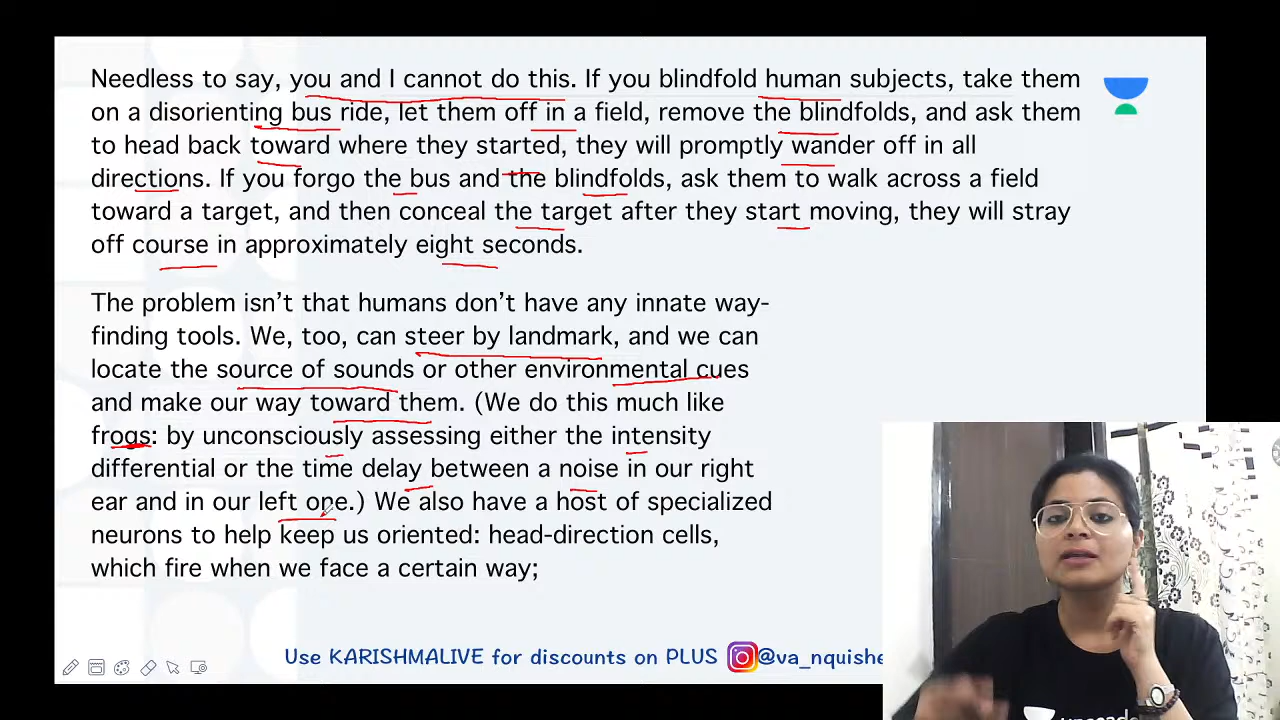 Needless to say, you and I cannot do this. If you blindfold human subjects, take them
on a disorienting bus ride, let them off in a field, remove the blindfolds, and ask them
to head back toward where they started, they will promptly wander off in all
directions. If you forgo the bus and the blindfolds, ask them to walk across a field
toward a target, and then conceal the target after they start moving, they will stray
off course in approximately eight seconds.
The problem isn't that humans don't have any innate way-
finding tools. We, too, can steer by landmark, and we can
locate the source of sounds or other environmental cues
and make our way toward them. (We do this much like
frogs: by unconsciously assessing either the intensity
differential or the time delay between a noise in our right
ear and in our left one.) We also have a host of specialized
neurons to help keep us oriented: head-direction cells,
which fire when we face a certain way;
Use KARISHMALIVE for discounts on PLUS @va_nquishe